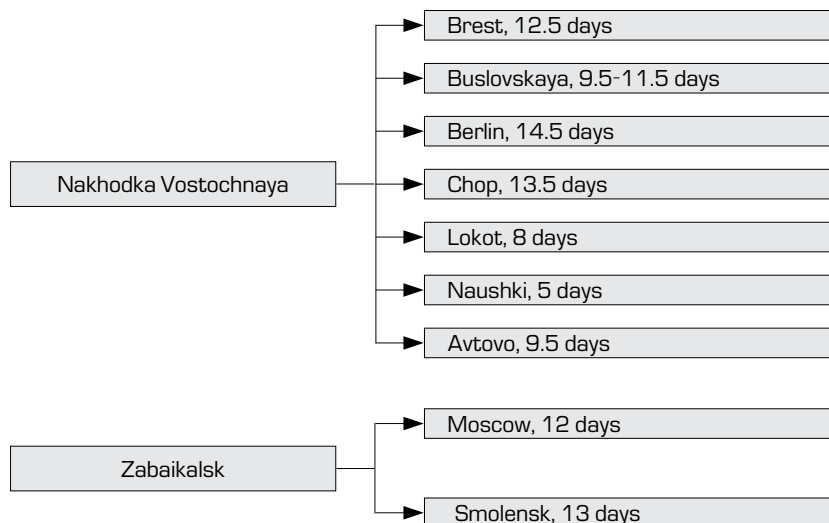 Brest, 12.5 days
Buslovskaya, 9.5-11.5 days
Berlin, 14.5 days
Nakhodka Vostochnaya
Chop, 13.5 days
Lokot, 8 days
Naushki, 5 days
Avtovo, 9.5 days
Moscow, 12 days
Zabaikalsk
Smolensk, 13 days